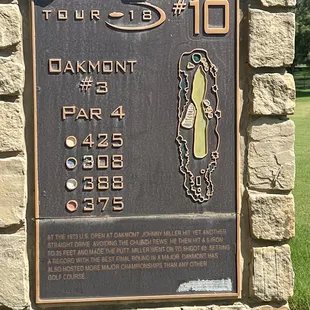 TOUR 18
#10
OAKMONT
#3
PAR 4
425
308
388
375
AT THE 1973 U.S. OPEN AT OAKMONT, JOHNNY MILLER HIT YET ANOTHER
STRAIGHT DRIVE AVOIDING THE CHURCH PEWS. HE THEN HIT A 5 IRON
TO 25 FEET AND MADE THE PUTT. MILLER WENT ON TO SHOOT 63, SETTING
A RECORD WITH THE BEST FINAL ROUND IN A MAJOR. OAKMONT HAS
ALSO HOSTED MORE MAJOR CHAMPIONSHIPS THAN ANY OTHER
GOLF COURSE.